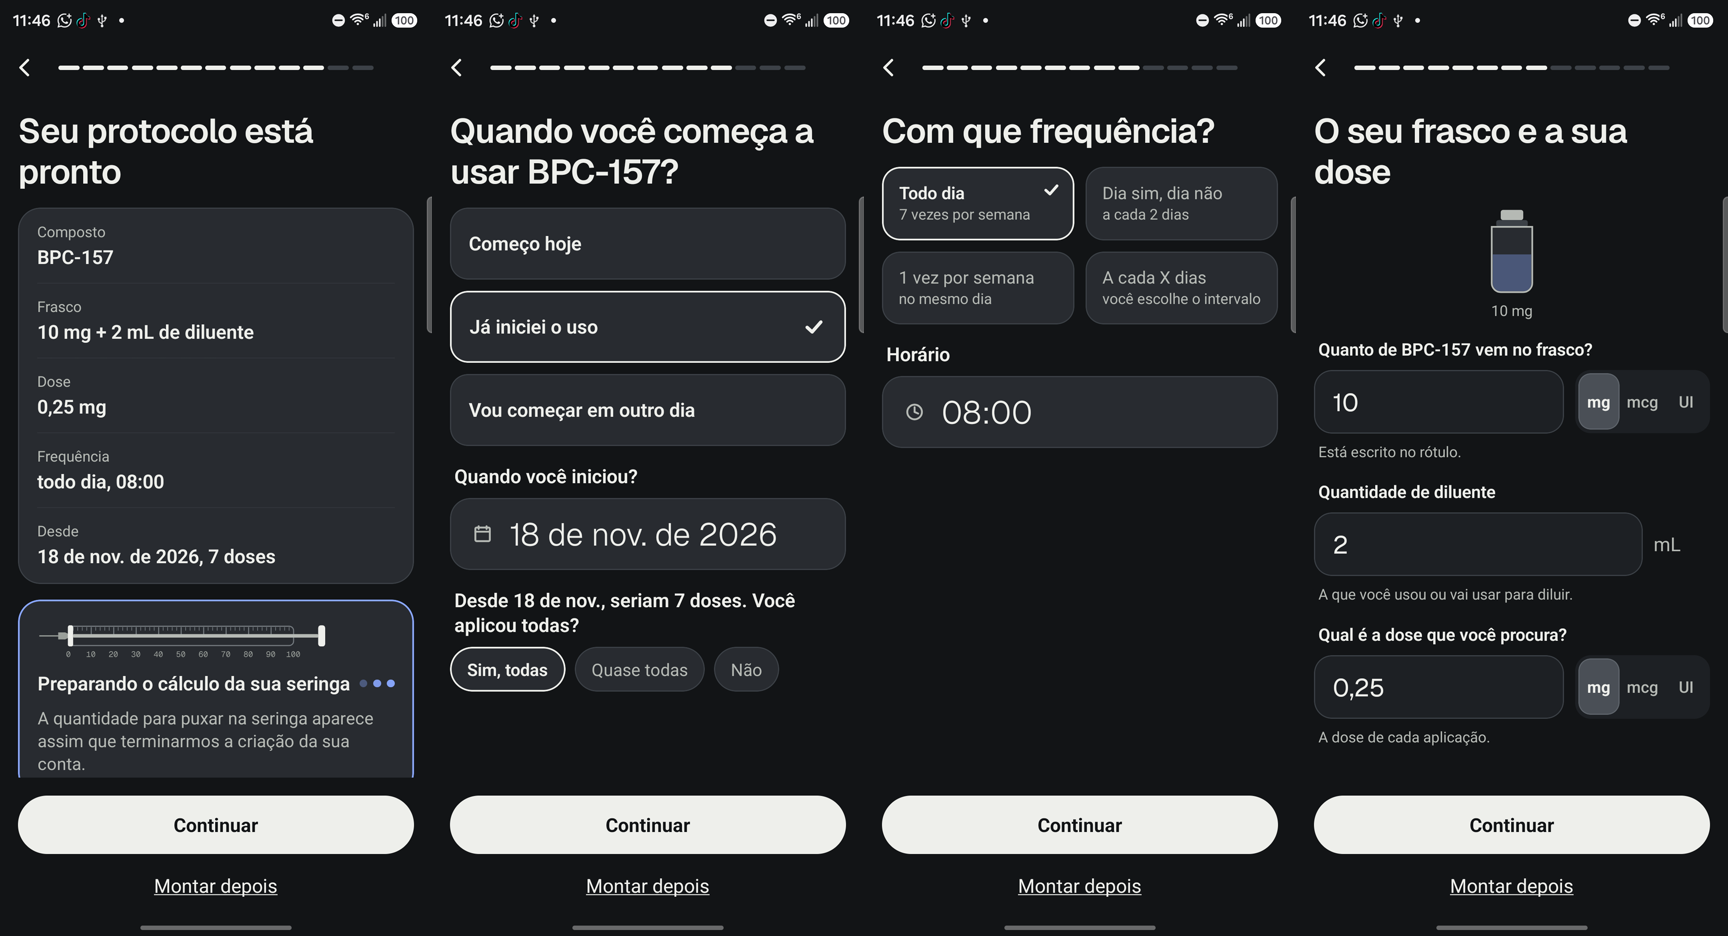 11:46
100
Seu protocolo está
pronto
Composto
BPC-157
Frasco
10 mg + 2 mL de diluente
Dose
0,25 mg
Frequência
todo dia, 08:00
Desde
18 de nov. de 2026, 7 doses
0 10 20 30 40 50 60 70 80 90 100
Preparando o cálculo da sua seringa
A quantidade para puxar na seringa aparece
assim que terminarmos a criação da sua
conta.
Continuar
Montar depois
11:46
100
Quando você começa a
usar BPC-157?
Começo hoje
Já iniciei o uso
Vou começar em outro dia
Quando você iniciou?
18 de nov. de 2026
Desde 18 de nov., seriam 7 doses. Você
aplicou todas?
Sim, todas
Quase todas
Não
Continuar
Montar depois
11:46
100
Com que frequência?
Todo dia
7 vezes por semana
Dia sim, dia não
a cada 2 dias
1 vez por semana
no mesmo dia
A cada X dias
você escolhe o intervalo
Horário
08:00
Continuar
Montar depois
11:46
100
O seu frasco e a sua
dose
10 mg
Quanto de BPC-157 vem no frasco?
10
mg mcg UI
Está escrito no rótulo.
Quantidade de diluente
2
mL
A que você usou ou vai usar para diluir.
Qual é a dose que você procura?
0,25
mg mcg UI
A dose de cada aplicação.
Continuar
Montar depois